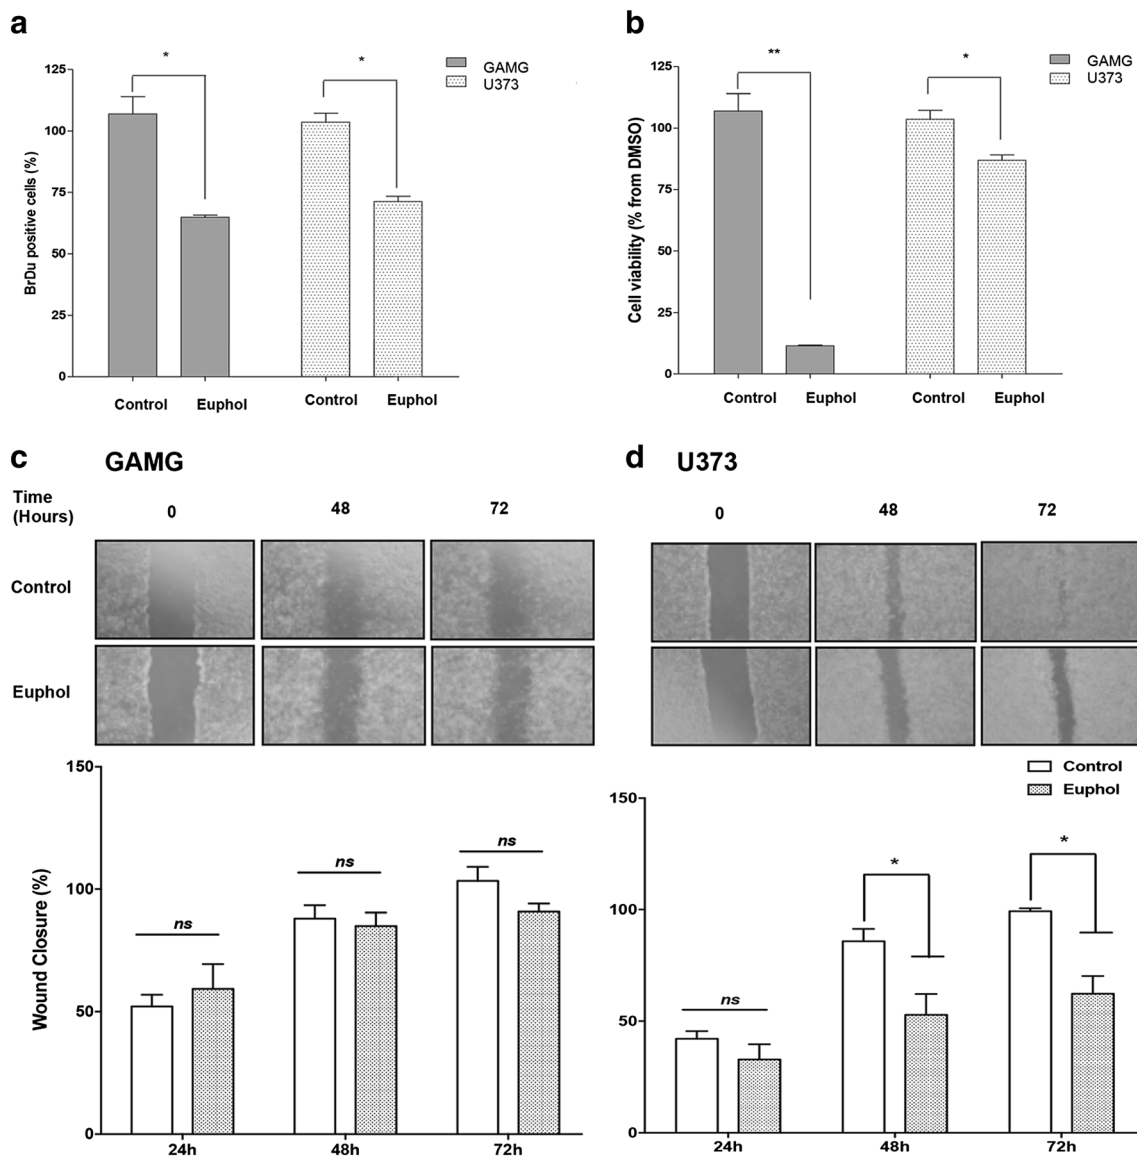 a
*
*
GAMG
U373
125
100
75
50
25
0
BrDu positive cells (%)
Control
Euphol
Control
Euphol
b
**
*
GAMG
U373
125
100
75
50
25
0
Cell viability (% from DMSO)
Control
Euphol
Control
Euphol
c
GAMG
Time
(Hours)
0
48
72
Control
Euphol
150
100
50
0
Wound Closure (%)
ns
ns
ns
24h
48h
72h
d
U373
0
48
72
Control
Euphol
150
100
50
0
ns
*
*
24h
48h
72h